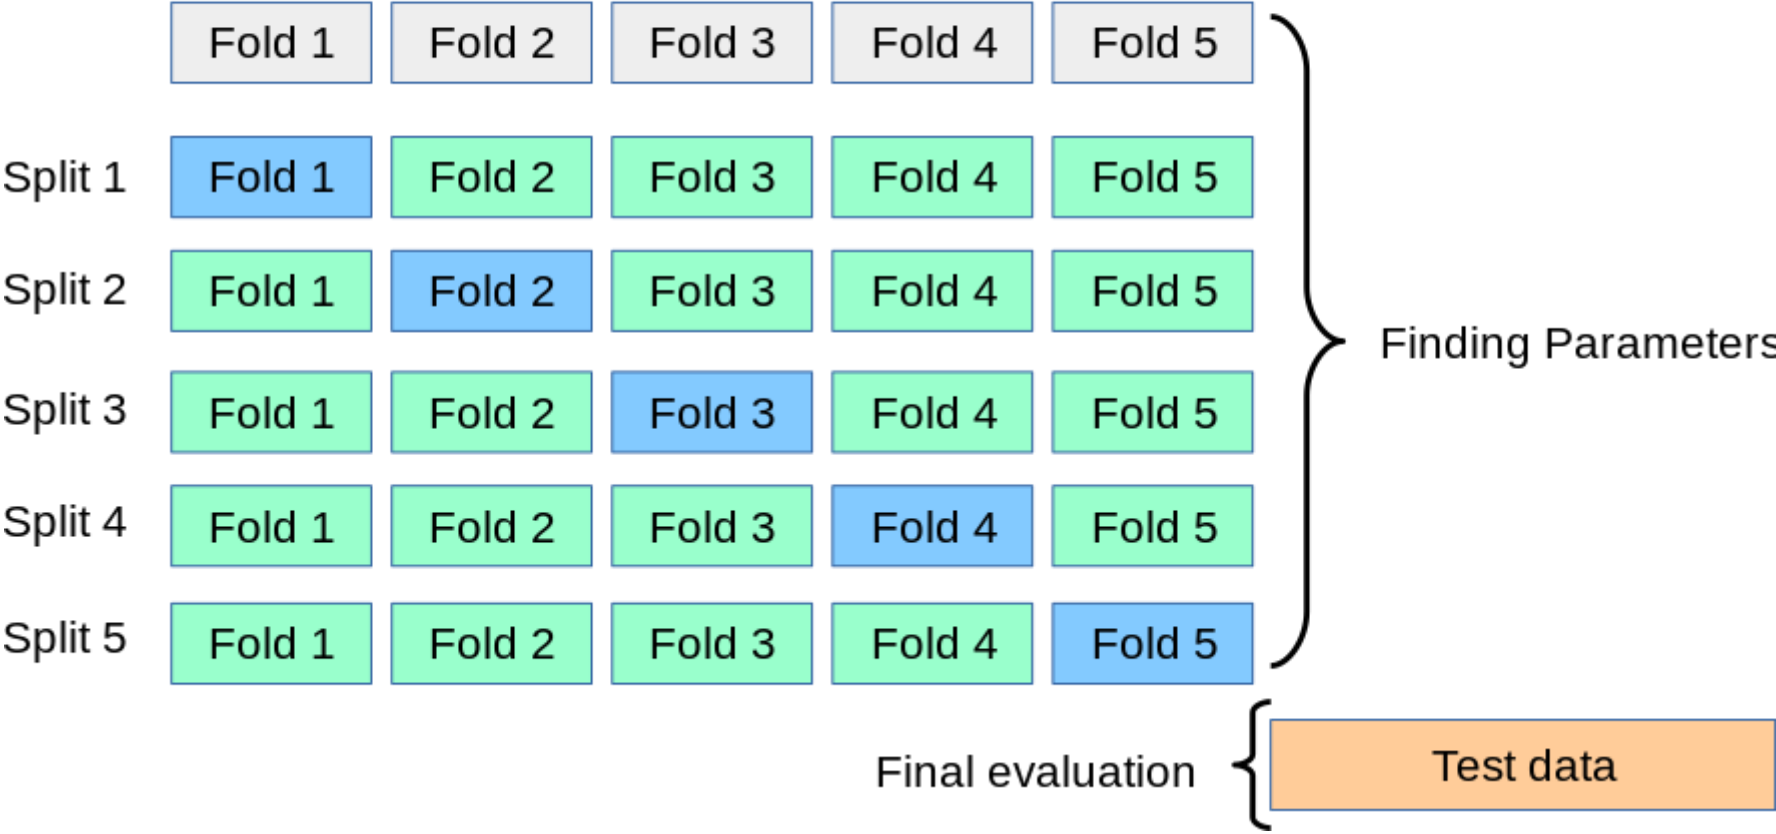 Fold 1 Fold 2 Fold 3 Fold 4 Fold 5
Split 1 Fold 1 Fold 2 Fold 3 Fold 4 Fold 5
Split 2 Fold 1 Fold 2 Fold 3 Fold 4 Fold 5
Finding Parameters
Split 3 Fold 1 Fold 2 Fold 3 Fold 4 Fold 5
Split 4 Fold 1 Fold 2 Fold 3 Fold 4 Fold 5
Split 5 Fold 1 Fold 2 Fold 3 Fold 4 Fold 5
Final evaluation Test data